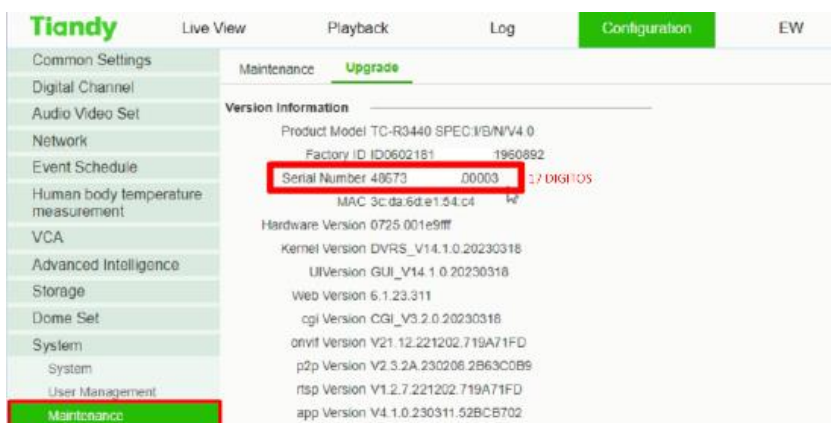 Tiandy Live View Playback Log Configuration EW
Common Settings
Digital Channel
Audio Video Set
Network
Event Schedule
Human body temperature
measurement
VCA
Advanced Intelligence
Storage
Dome Set
System
System
User Management
Maintenance
Maintenance Upgrade
Version Information
Product Model TC-R3440 SPEC:I/B/N/V4.0
Factory ID ID0602181 1960892
Serial Number 48673 .00003 17 DIGITOS
MAC 3c:da:6d:e1:54:c4
Hardware Version 0725.001e9fff
Kernel Version DVRS_V14.1.0.20230318
UIVersion GUI_V14.1.0.20230318
Web Version 6.1.23.311
cgi Version CGI_V3.2.0.20230316
onvif Version V21.12.221202.719A71FD
p2p Version V2.3.2A.230208.2B63C0B9
rtsp Version V1.2.7.221202.719A71FD
app Version V4.1.0.230311.52BCB702